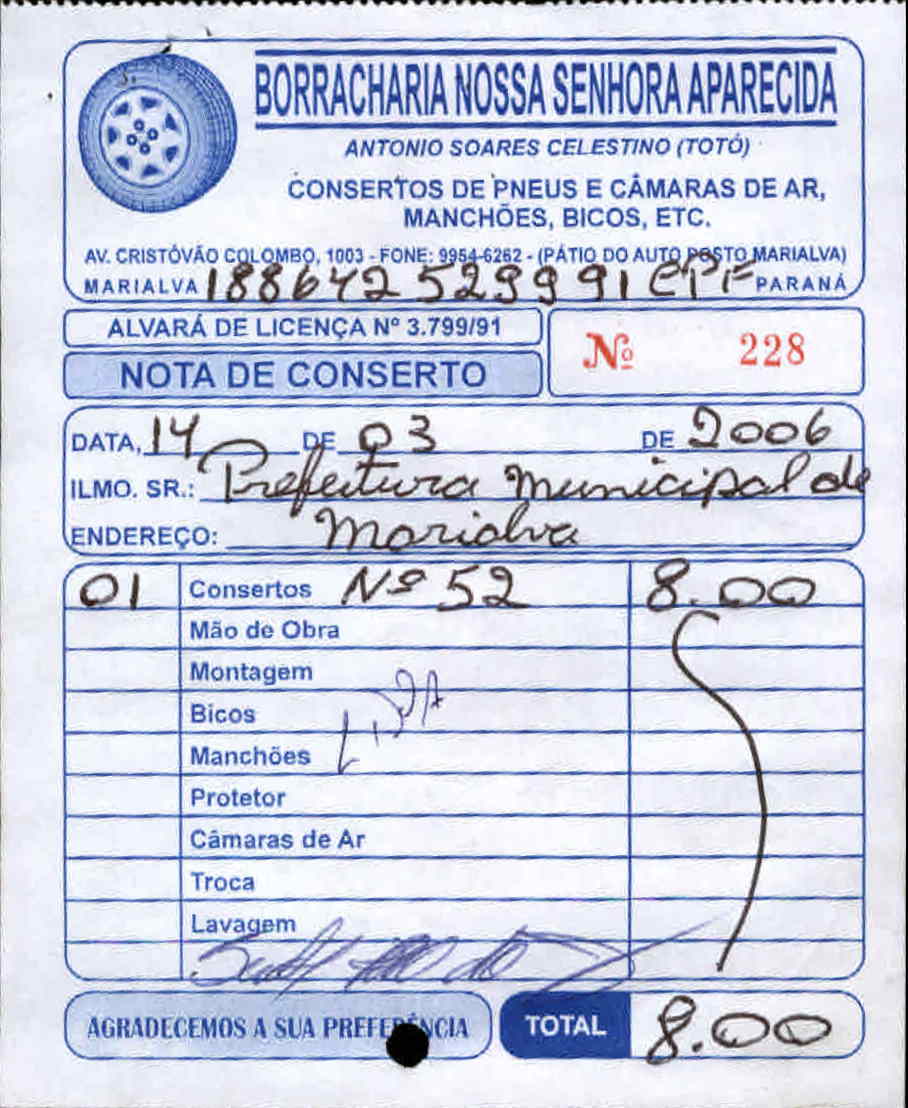 BORRACHARIA NOSSA SENHORA APARECIDA
ANTONIO SOARES CELESTINO (TOTÓ)
CONSERTOS DE PNEUS E CÂMARAS DE AR,
MANCHÕES, BICOS, ETC.
AV. CRISTÓVÃO COLOMBO, 1003 - FONE: 9954-6262 - (PÁTIO DO AUTO POSTO MARIALVA)
MARIALVA 188642529991 CPF PARANÁ
ALVARÁ DE LICENÇA Nº 3.799/91
Nº 228
NOTA DE CONSERTO
DATA, 14 DE 03 DE 2006
ILMO. SR.: Prefeitura Municipal de
ENDEREÇO: Marialva
01 Consertos Nº 52 8.00
Mão de Obra
Montagem
Bicos
Manchões
Protetor
Câmaras de Ar
Troca
Lavagem
AGRADECEMOS A SUA PREFERÊNCIA
TOTAL 8.00